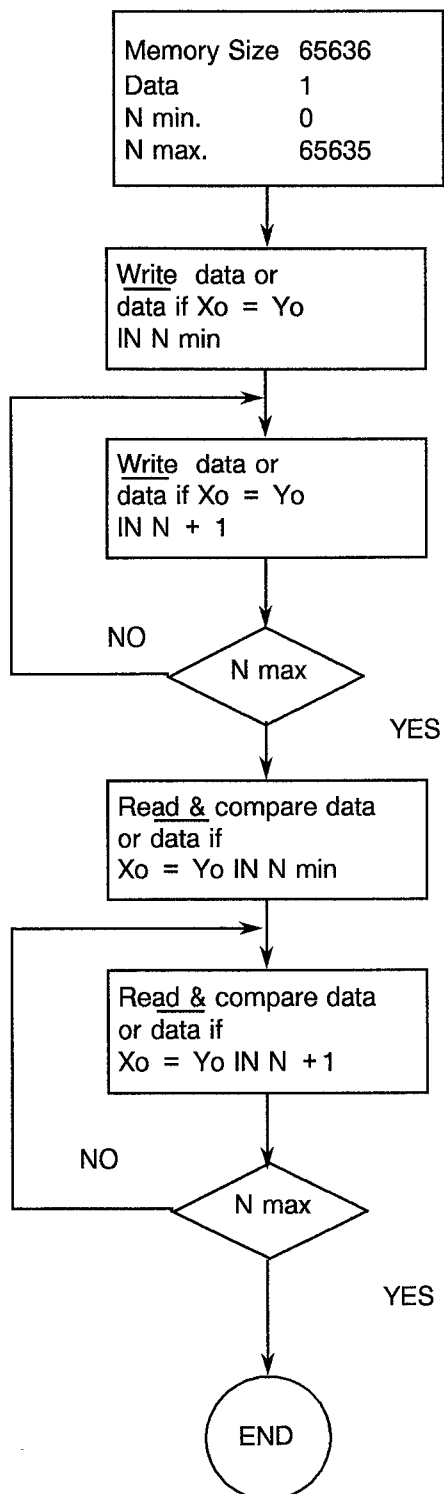 Memory Size 65636
Data 1
N min. 0
N max. 65635
Write data or
data if Xo = Yo
IN N min
Write data or
data if Xo = Yo
IN N + 1
NO
N max
YES
Read & compare data
or data if
Xo = Yo IN N min
Read & compare data
or data if
Xo = Yo IN N +1
NO
N max
YES
END